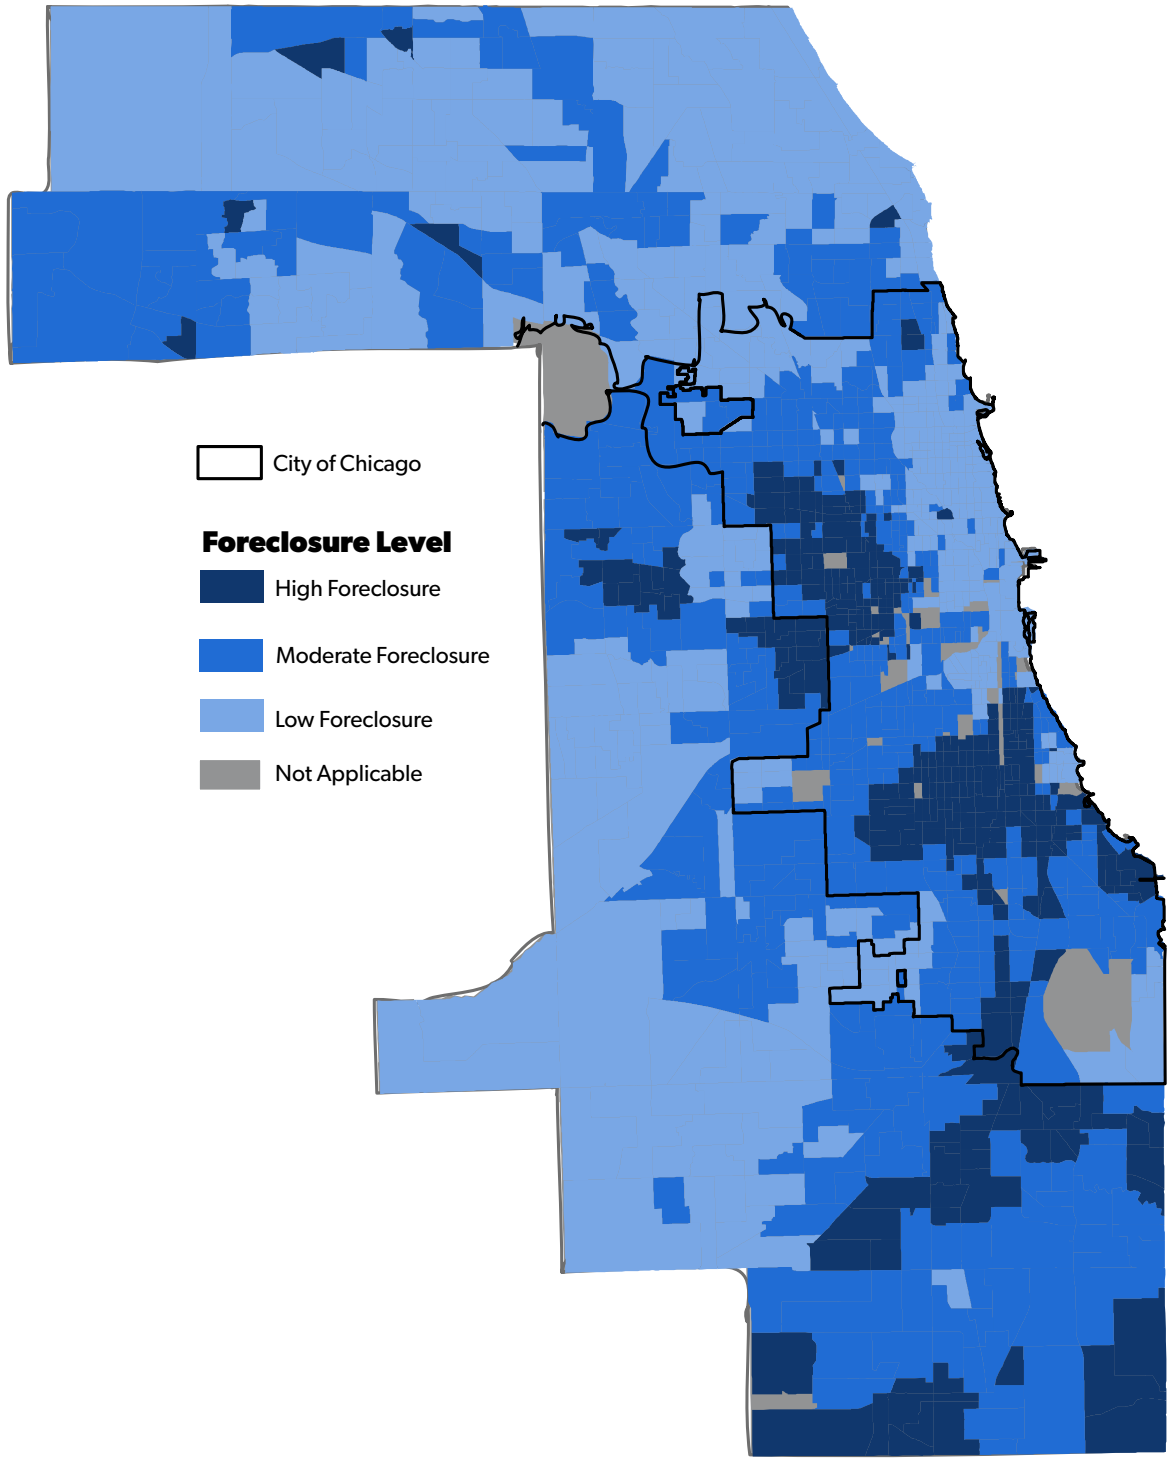 City of Chicago
Foreclosure Level
High Foreclosure
Moderate Foreclosure
Low Foreclosure
Not Applicable